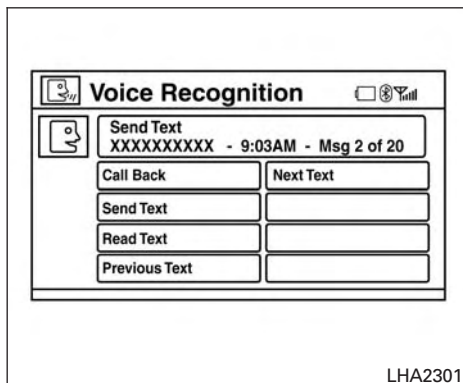 Voice Recognition
Send Text
XXXXXXXXXX - 9:03AM - Msg 2 of 20
Call Back
Next Text
Send Text
Read Text
Previous Text
LHA2301